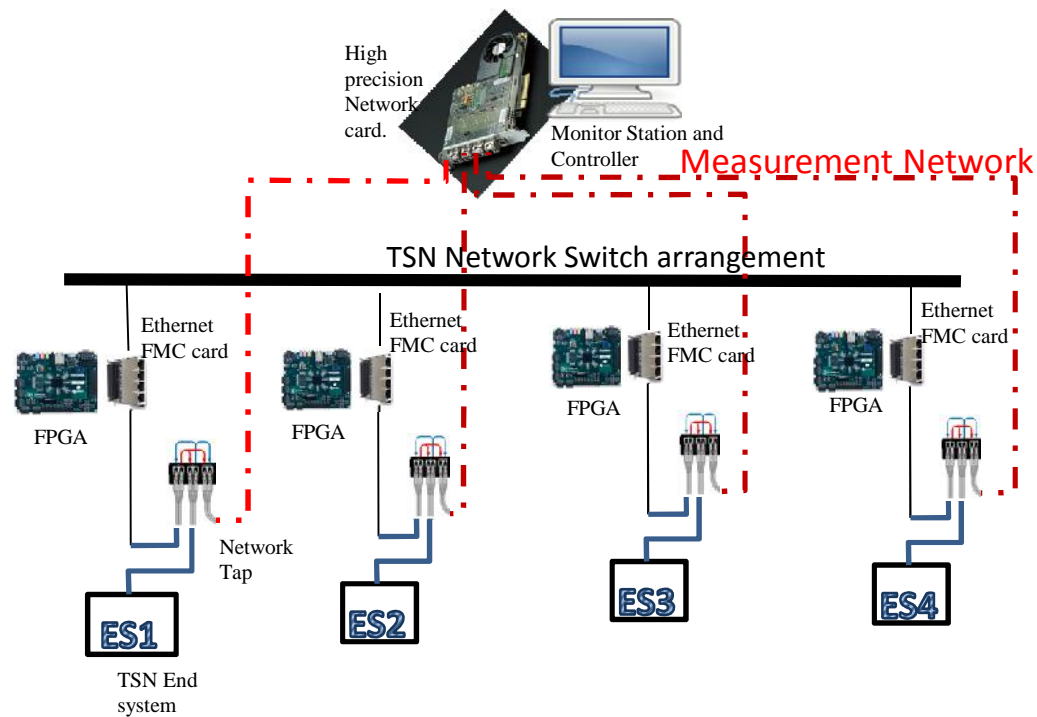 High
precision
Network
card.
Monitor Station and
Controller
Measurement Network
TSN Network Switch arrangement
Ethernet
FMC card
Ethernet
FMC card
Ethernet
FMC card
Ethernet
FMC card
FPGA
FPGA
FPGA
FPGA
Network
Tap
ES1
ES2
ES3
ES4
TSN End
system